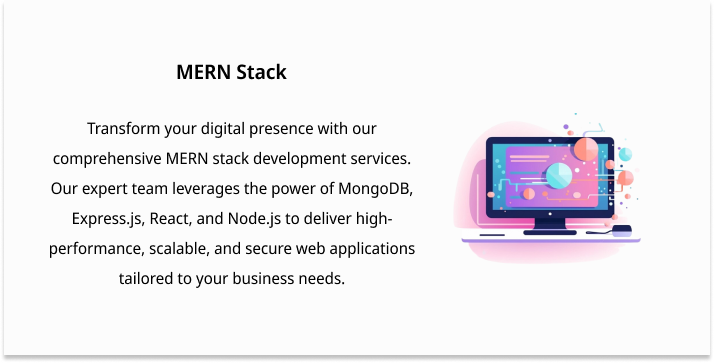 MERN Stack
Transform your digital presence with our
comprehensive MERN stack development services.
Our expert team leverages the power of MongoDB,
Express.js, React, and Node.js to deliver high-
performance, scalable, and secure web applications
tailored to your business needs.